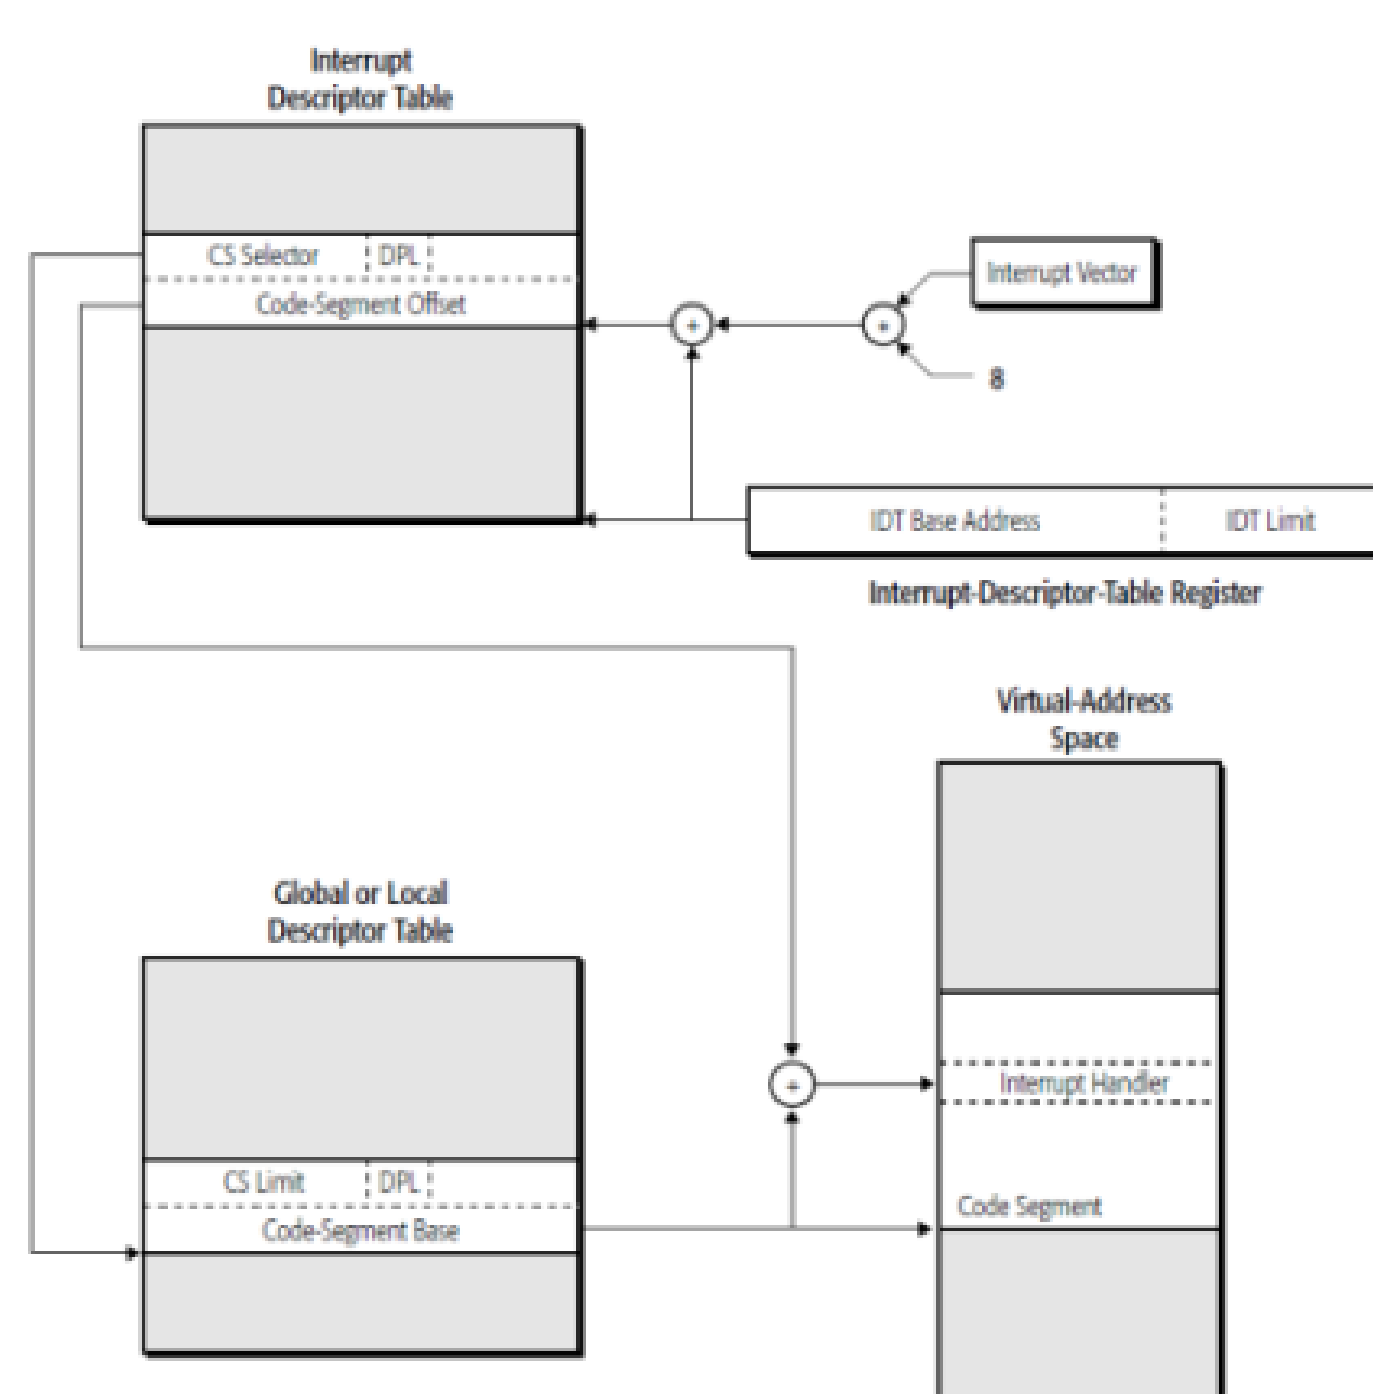 Interrupt
Descriptor Table
CS Selector DPL
Code-Segment Offset
Interrupt Vector
+
+
8
IDT Base Address IDT Limit
Interrupt-Descriptor-Table Register
Virtual-Address
Space
Global or Local
Descriptor Table
+
Interrupt Handler
CS Limit DPL
Code Segment
Code-Segment Base